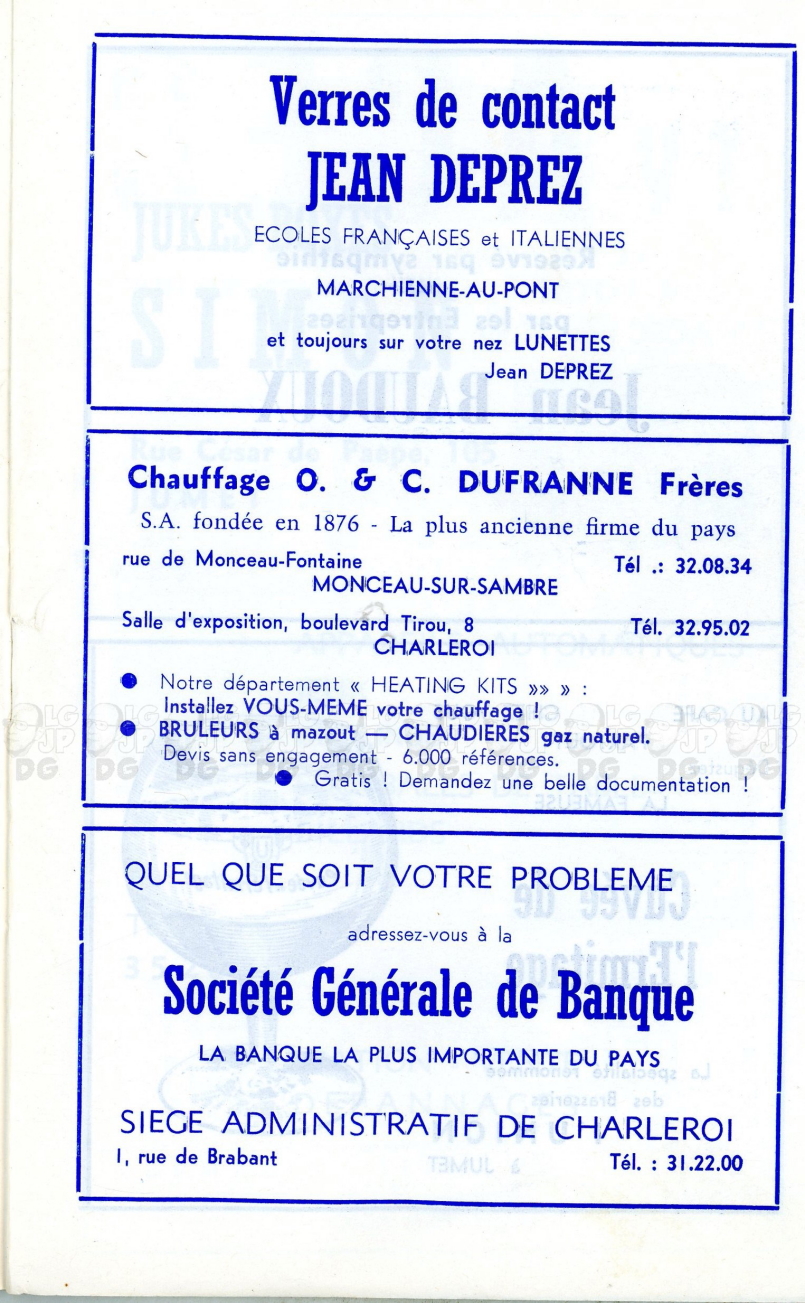 Verres de contact
JEAN DEPREZ
ECOLES FRANÇAISES et ITALIENNES
MARCHIENNE-AU-PONT
et toujours sur votre nez LUNETTES
Jean DEPREZ
Chauffage O. & C. DUFRANNE Frères
S.A. fondée en 1876 - La plus ancienne firme du pays
rue de Monceau-Fontaine Tél .: 32.08.34
MONCEAU-SUR-SAMBRE
Salle d'exposition, boulevard Tirou, 8 Tél. 32.95.02
CHARLEROI
● Notre département « HEATING KITS »» » :
Installez VOUS-MEME votre chauffage !
● BRULEURS à mazout — CHAUDIERES gaz naturel.
Devis sans engagement - 6.000 références.
● Gratis ! Demandez une belle documentation !
QUEL QUE SOIT VOTRE PROBLEME
adressez-vous à la
Société Générale de Banque
LA BANQUE LA PLUS IMPORTANTE DU PAYS
SIEGE ADMINISTRATIF DE CHARLEROI
1, rue de Brabant Tél. : 31.22.00